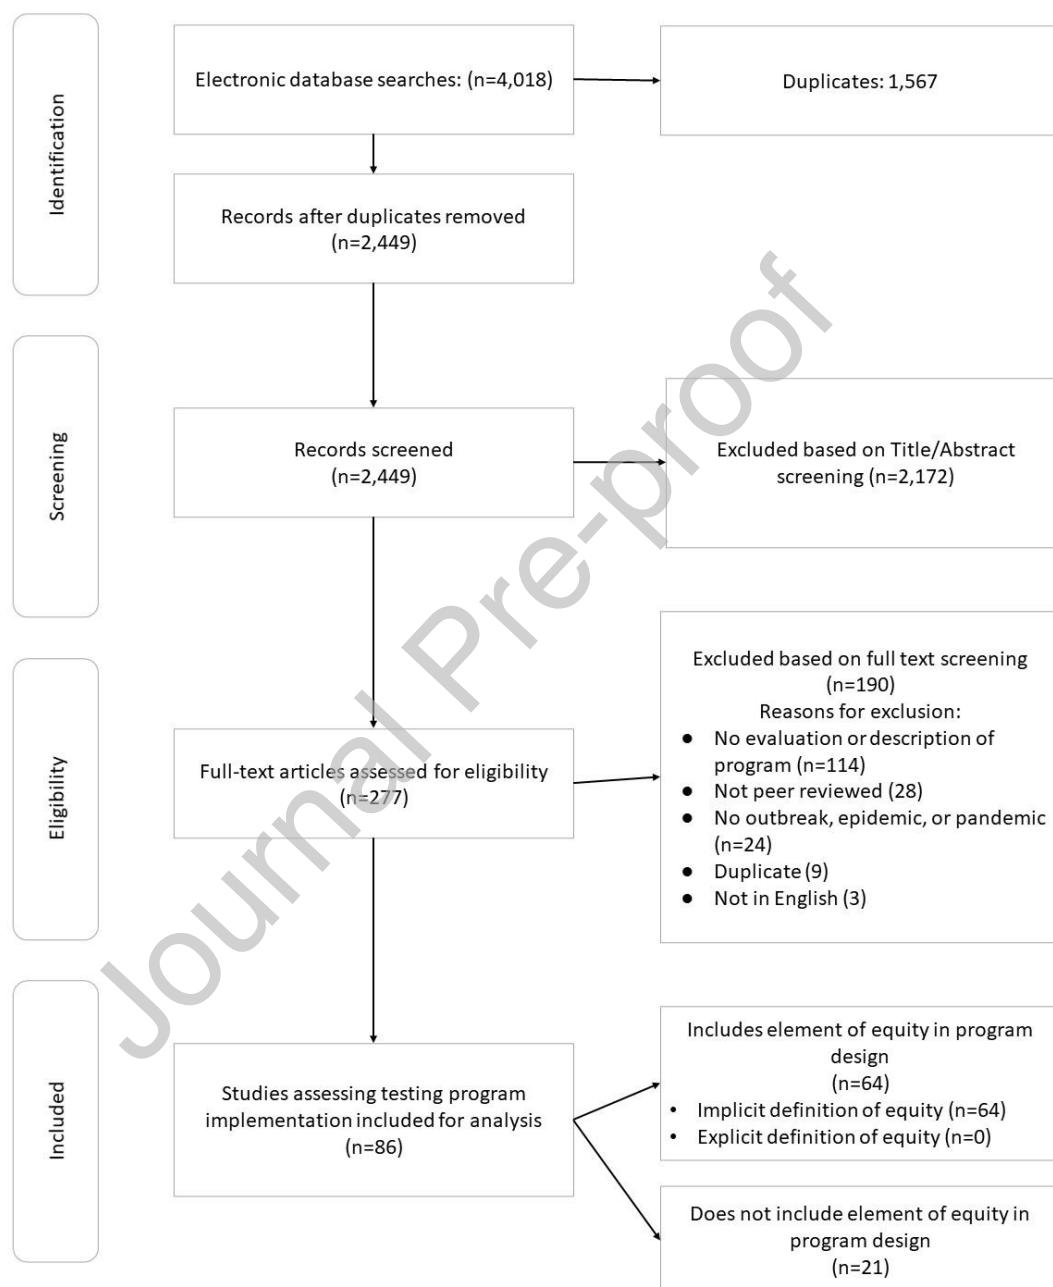 Identification
Electronic database searches: (n=4,018)
Duplicates: 1,567
Records after duplicates removed
(n=2,449)
Screening
Records screened
(n=2,449)
Excluded based on Title/Abstract
screening (n=2,172)
Eligibility
Full-text articles assessed for eligibility
(n=277)
Excluded based on full text screening
(n=190)
Reasons for exclusion:
● No evaluation or description of
program (n=114)
● Not peer reviewed (28)
● No outbreak, epidemic, or pandemic
(n=24)
● Duplicate (9)
● Not in English (3)
Included
Studies assessing testing program
implementation included for analysis
(n=86)
Includes element of equity in program
design
(n=64)
• Implicit definition of equity (n=64)
• Explicit definition of equity (n=0)
Does not include element of equity in
program design
(n=21)
Journal Pre-proof